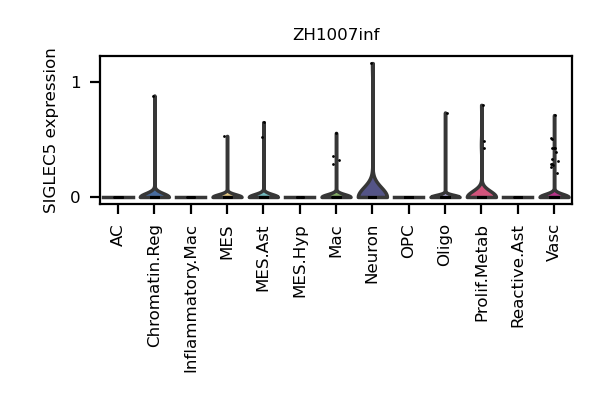 ZH1007inf
SIGLEC5 expression
1
0
AC
Chromatin.Reg
Inflammatory.Mac
MES
MES.Ast
MES.Hyp
Mac
Neuron
OPC
Oligo
Prolif.Metab
Reactive.Ast
Vasc